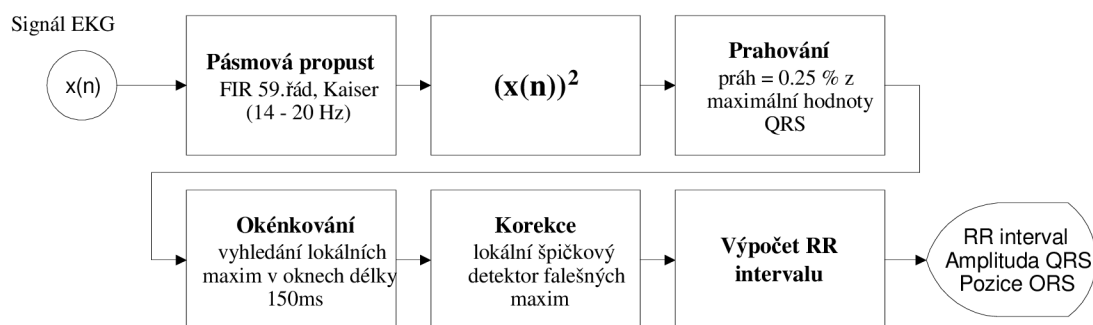 Signál EKG
x(n)
Pásmová propust
FIR 59.řád, Kaiser
(14 - 20 Hz)
(x(n))²
Prahování
práh = 0.25 % z
maximální hodnoty
QRS
Okénkování
vyhledání lokálních
maxim v oknech délky
150ms
Korekce
lokální špičkový
detektor falešných
maxim
Výpočet RR
intervalu
RR interval
Amplituda QRS
Pozice QRS